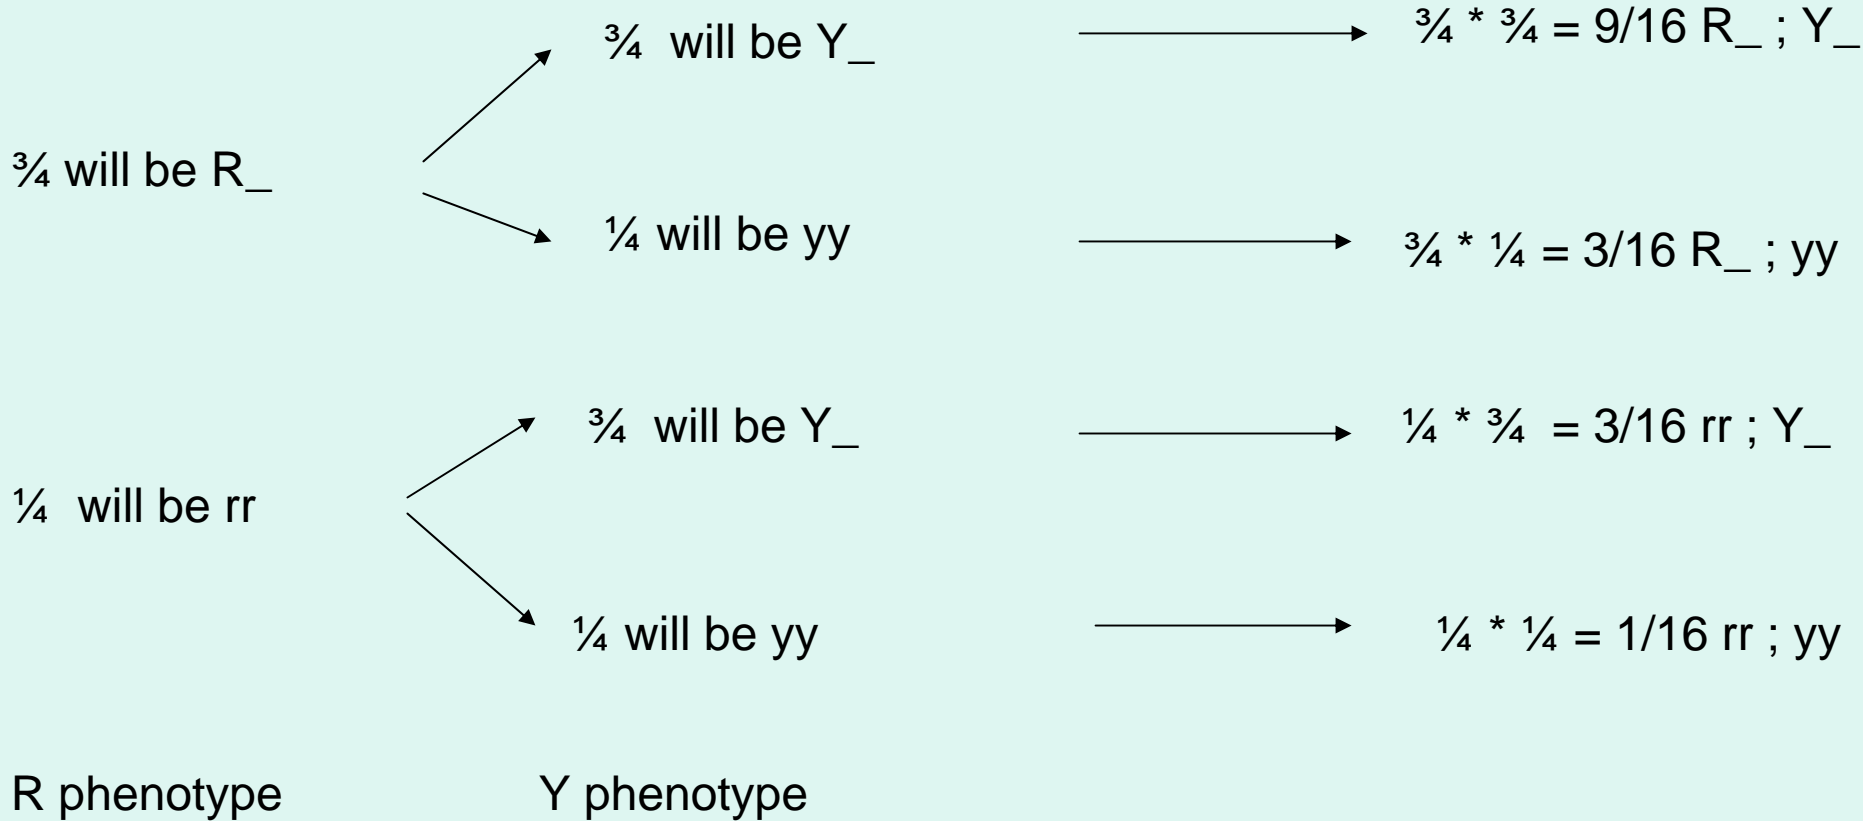 ¾ will be Y_
¾ * ¾ = 9/16 R_ ; Y_
¾ will be R_
¼ will be yy
¾ * ¼ = 3/16 R_ ; yy
¾ will be Y_
¼ * ¾ = 3/16 rr ; Y_
¼ will be rr
¼ will be yy
¼ * ¼ = 1/16 rr ; yy
R phenotype
Y phenotype